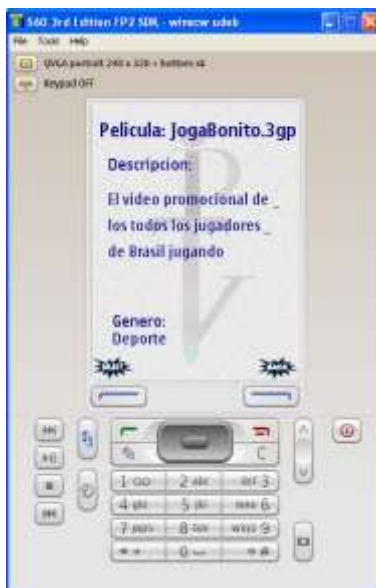 S60 3rd Edition FP2 SDK - winscw udeb
File Tools Help
QVGA portrait 240 x 320 + bottom sk
Keypad OFF
Pelicula: JogaBonito.3gp
Descripcion:
El video promocional de _
los todos los jugadores _
de Brasil jugando
Genero:
Deporte
C
1 2 abc def 3
4 ghi 5 jkl mno 6
7 pqrs 8 tuv wxyz 9
0 #